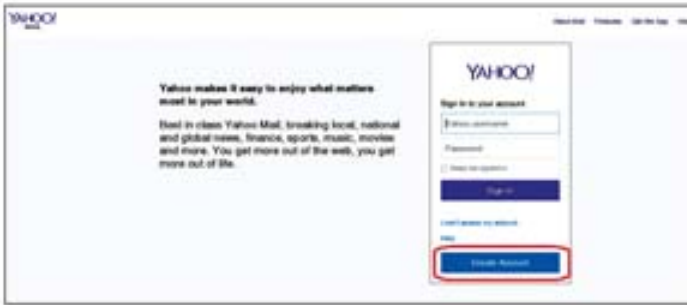 YAHOO!
YAHOO!
Yahoo makes it easy to enjoy what matters
most in your world.
Best in class Yahoo Mail, breaking local, national
and global news, finance, sports, music, movies
and more. You get more out of the web, you get
more out of life.
Sign in to your account
Yahoo username
Password
Sign in
Create Account